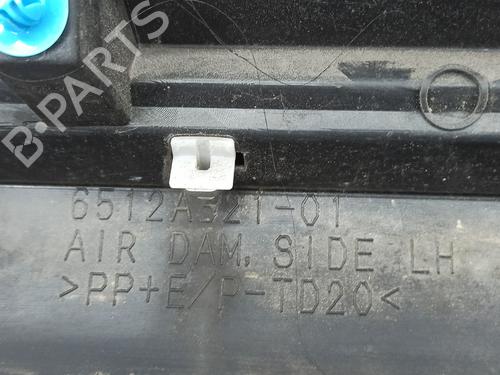 B-PARTS
6512A321-01
AIR DAM, SIDE LH
>PP+E/P-TD20<